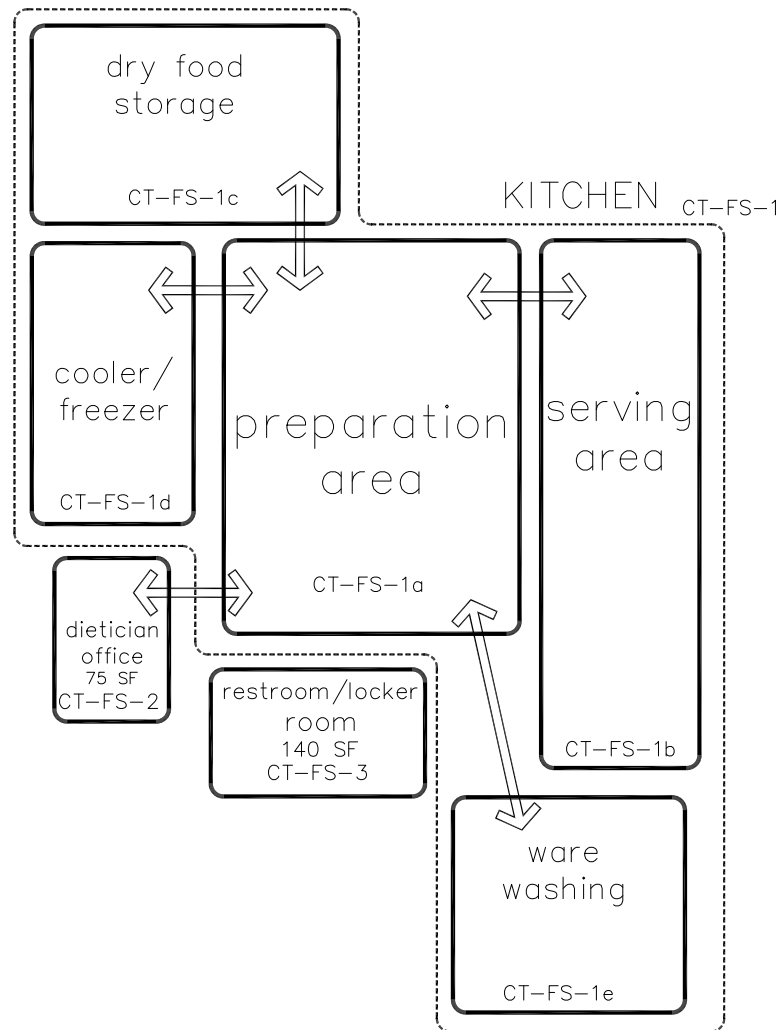 dry food
storage
CT-FS-1c
KITCHEN CT-FS-1
cooler/
freezer
CT-FS-1d
preparation
area
CT-FS-1a
serving
area
CT-FS-1b
dietician
office
75 SF
CT-FS-2
restroom/locker
room
140 SF
CT-FS-3
ware
washing
CT-FS-1e